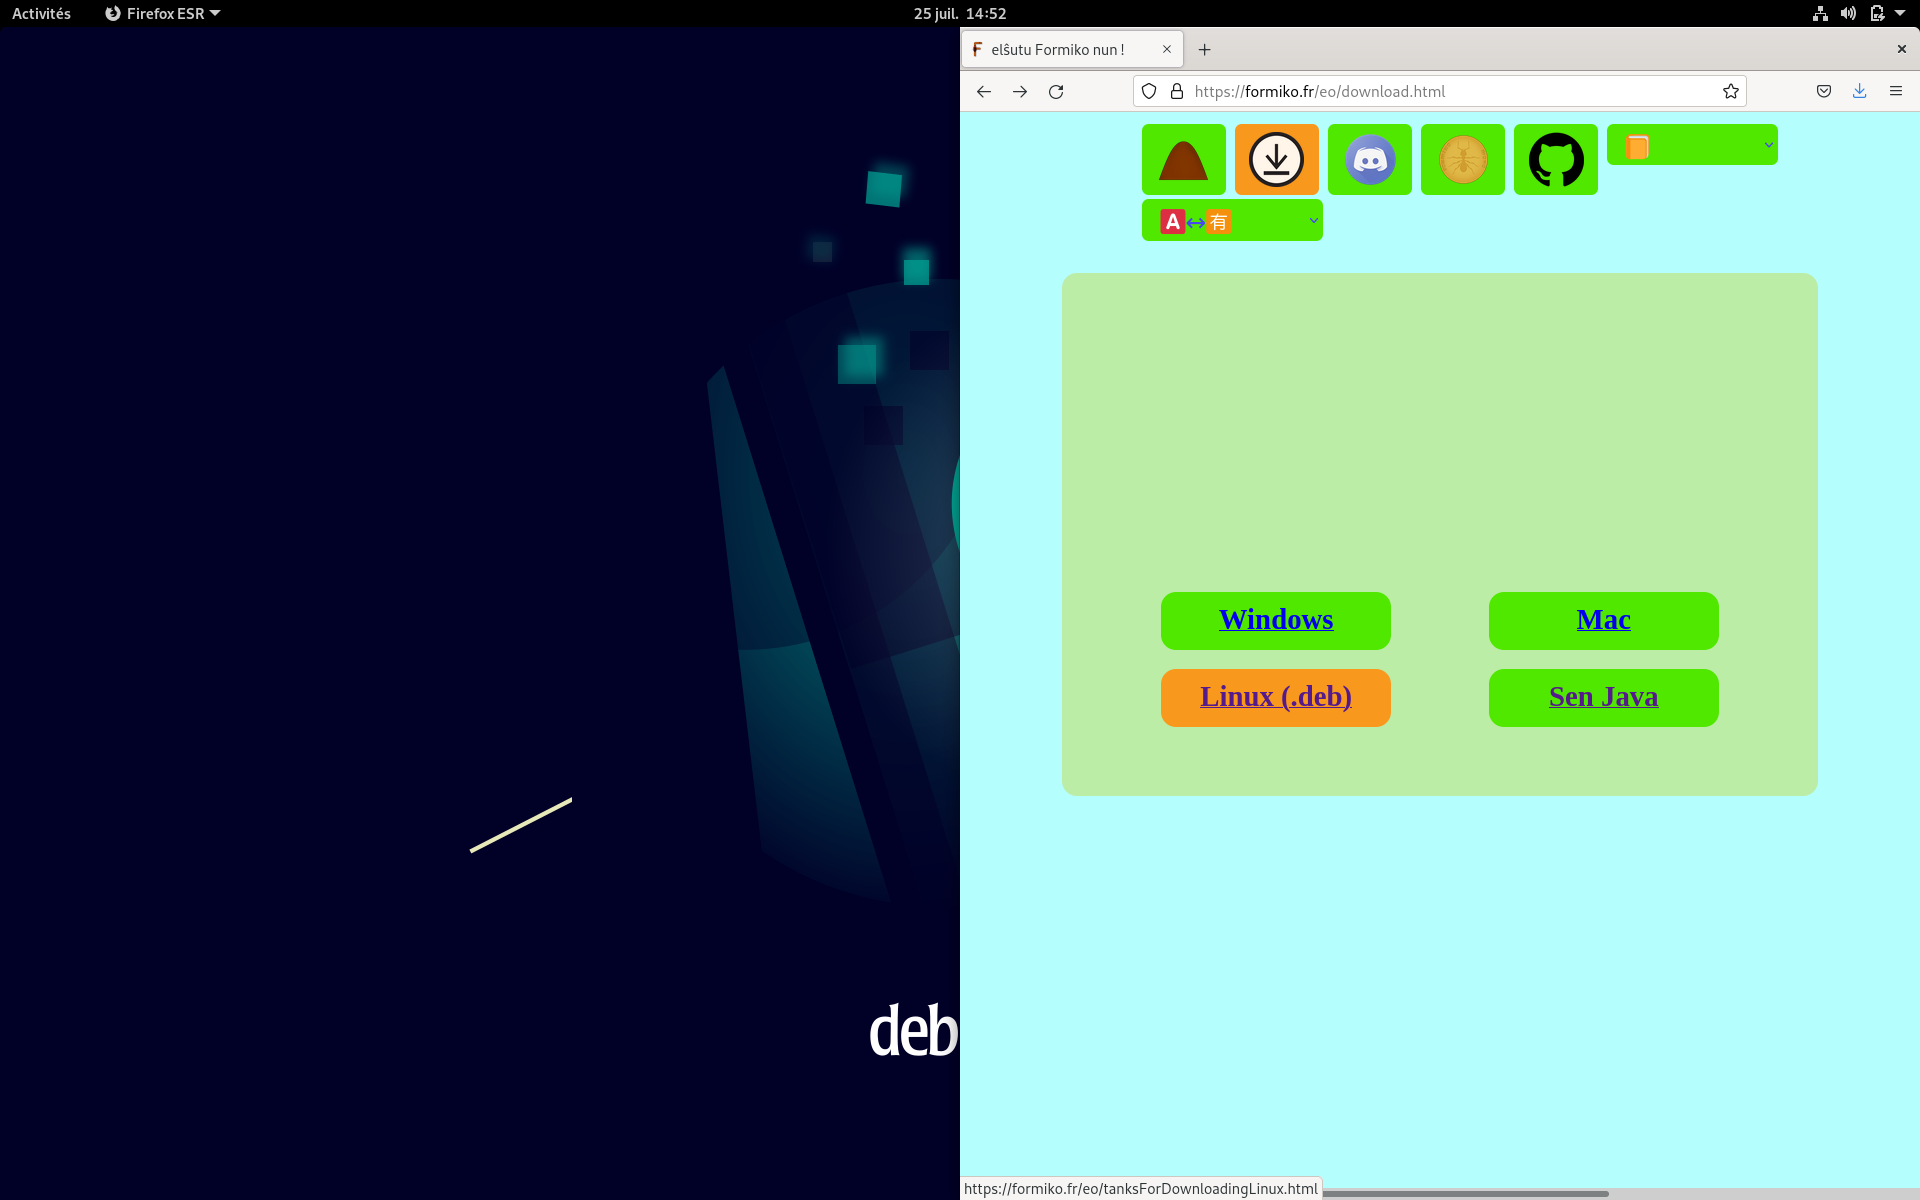 Activités
Firefox ESR
25 juil. 14:52
elŝutu Formiko nun !
https://formiko.fr/eo/download.html
A↔有
Windows
Mac
Linux (.deb)
Sen Java
deb
https://formiko.fr/eo/tanksForDownloadingLinux.html